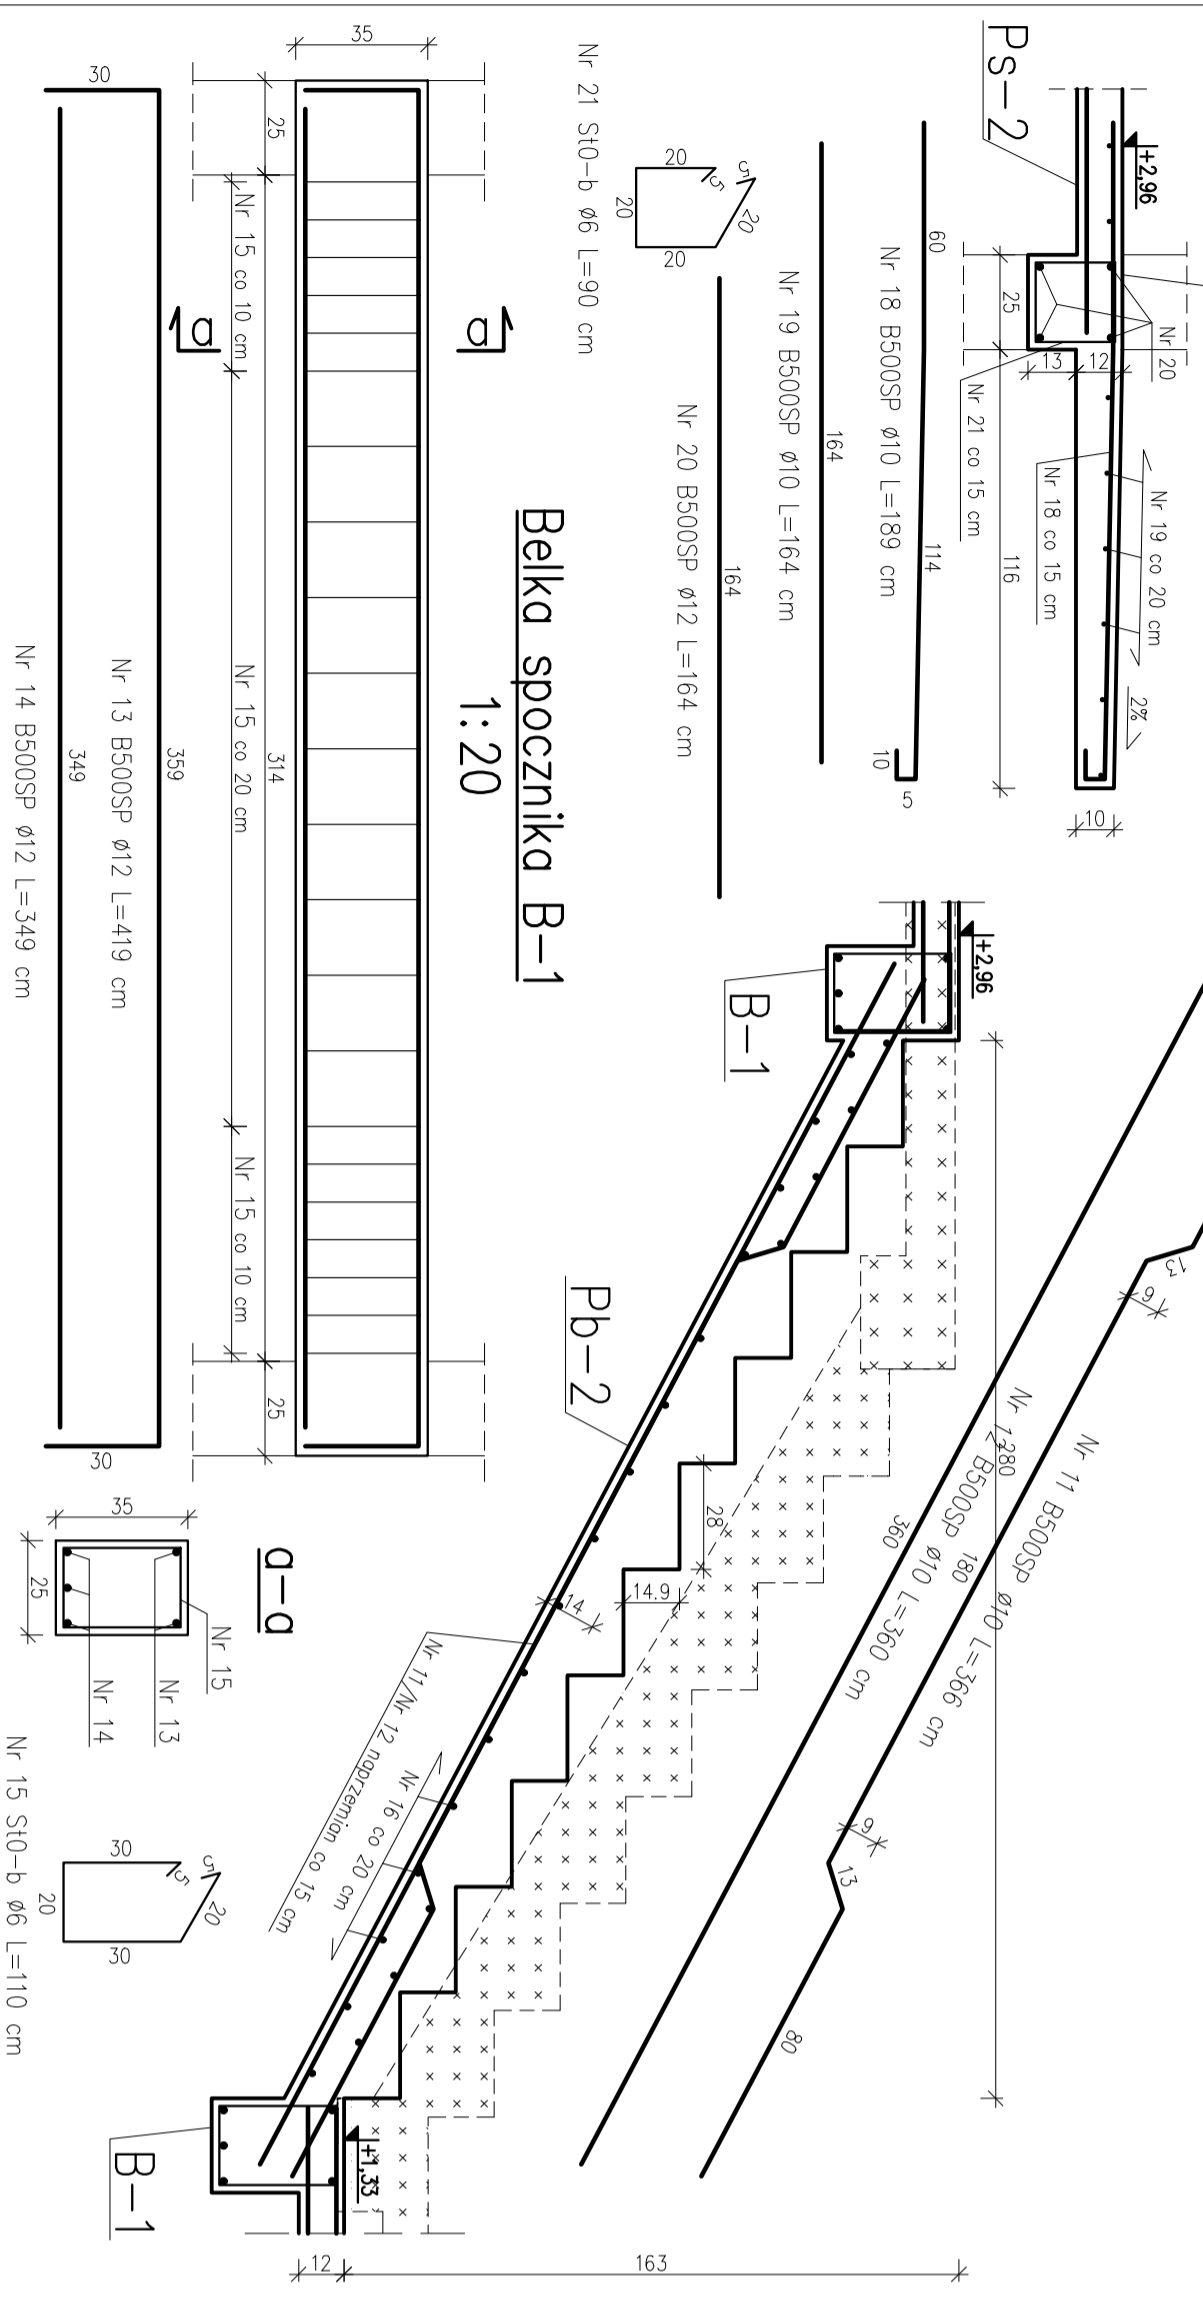 Ps-2
+2,96
25
13
12
116
10
Nr 20
Nr 21 co 15 cm
Nr 18 co 15 cm
Nr 19 co 20 cm
2%
60
114
10
5
Nr 18 B500SP ø10 L=189 cm
164
Nr 19 B500SP ø10 L=164 cm
164
Nr 20 B500SP ø12 L=164 cm
20
20
20
20
5
5
Nr 21 St0-b ø6 L=90 cm
Belka spocznika B-1
1:20
a
a
35
25
314
25
Nr 15 co 10 cm
Nr 15 co 20 cm
Nr 15 co 10 cm
30
359
30
Nr 13 B500SP ø12 L=419 cm
349
Nr 14 B500SP ø12 L=349 cm
a-a
35
25
Nr 15
Nr 13
Nr 14
30
20
30
20
5
5
Nr 15 St0-b ø6 L=110 cm
+2,96
B-1
Pb-2
280
28
14.9
14
Nr 11/Nr 12 naprzemian co 15 cm
Nr 16 co 20 cm
+1,33
B-1
12
163
13
6
Nr 11 B500SP ø10 L=366 cm
180
6
13
80
Nr 12 B500SP ø10 L=360 cm
360